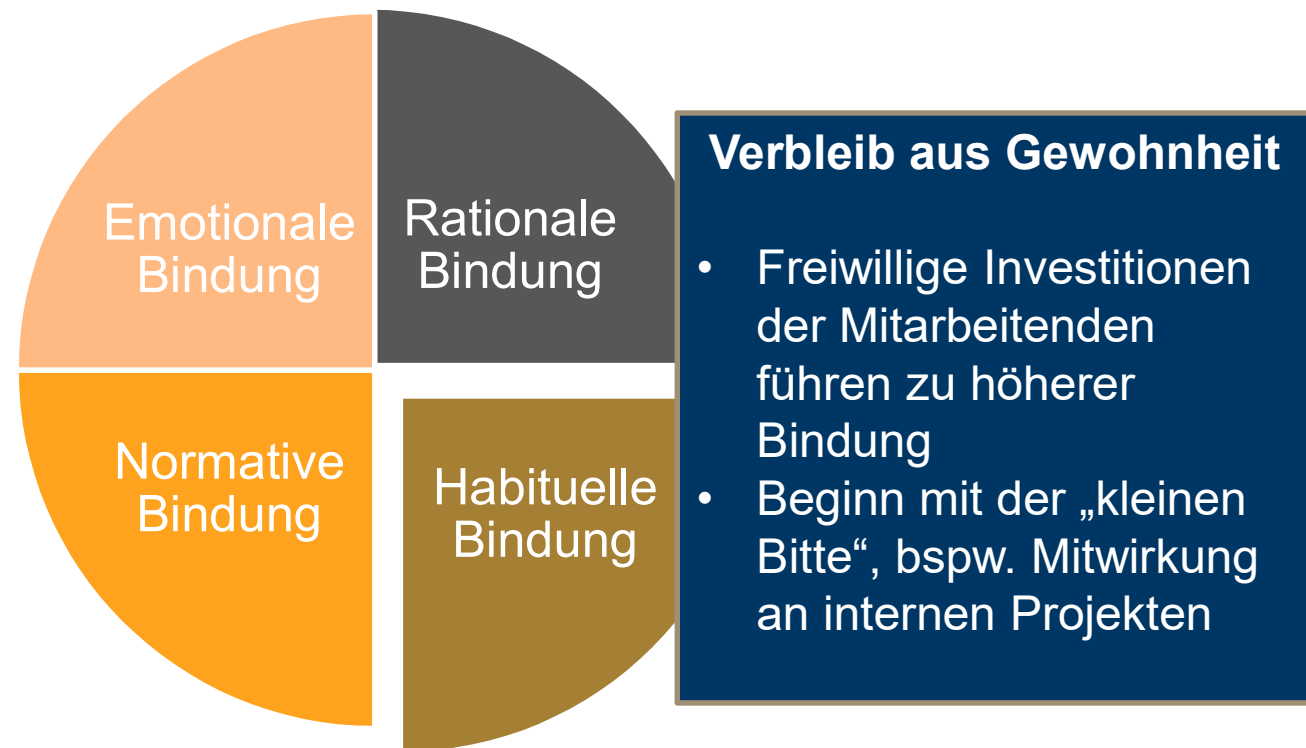 Emotionale
Bindung
Rationale
Bindung
Normative
Bindung
Habituelle
Bindung
Verbleib aus Gewohnheit
• Freiwillige Investitionen
der Mitarbeitenden
führen zu höherer
Bindung
• Beginn mit der „kleinen
Bitte“, bspw. Mitwirkung
an internen Projekten